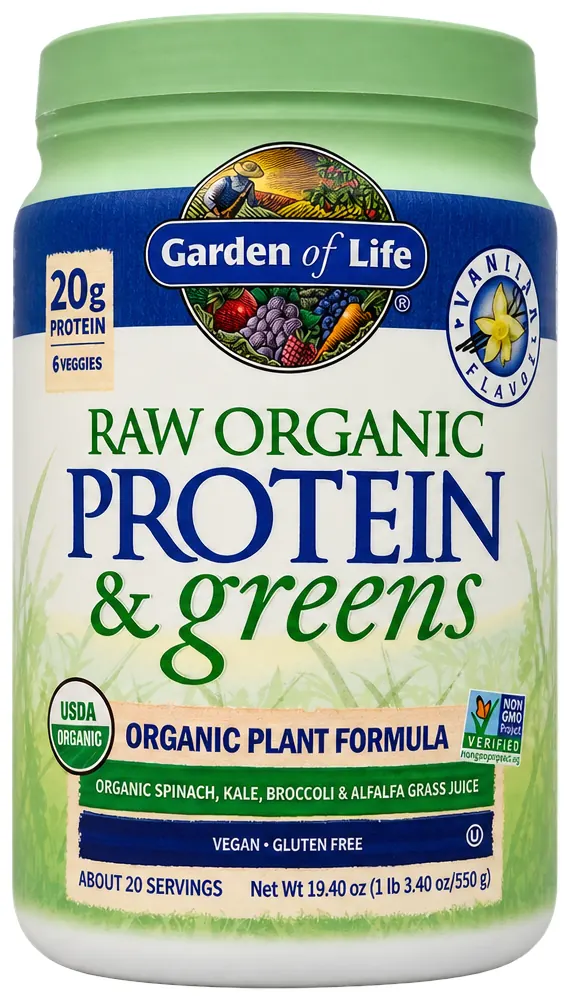 Garden of Life
®
20g
PROTEIN
6 VEGGIES
VANILLA
FLAVOR
RAW ORGANIC
PROTEIN
& greens
USDA
ORGANIC
ORGANIC PLANT FORMULA
NON
GMO
Project
VERIFIED
ORGANIC SPINACH, KALE, BROCCOLI & ALFALFA GRASS JUICE
VEGAN • GLUTEN FREE
U
ABOUT 20 SERVINGS
Net Wt 19.40 oz (1 lb 3.40 oz/550 g)